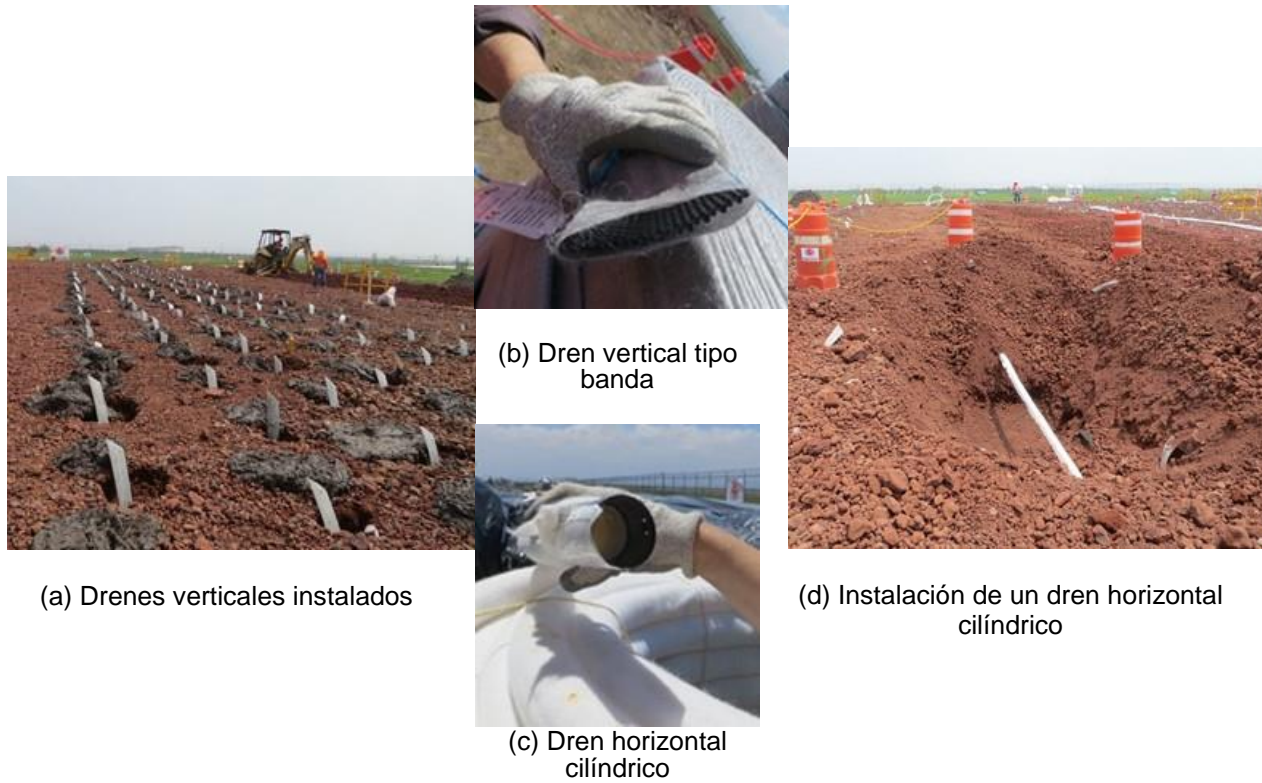 (a) Drenes verticales instalados
(b) Dren vertical tipo
banda
(c) Dren horizontal
cilíndrico
(d) Instalación de un dren horizontal
cilíndrico